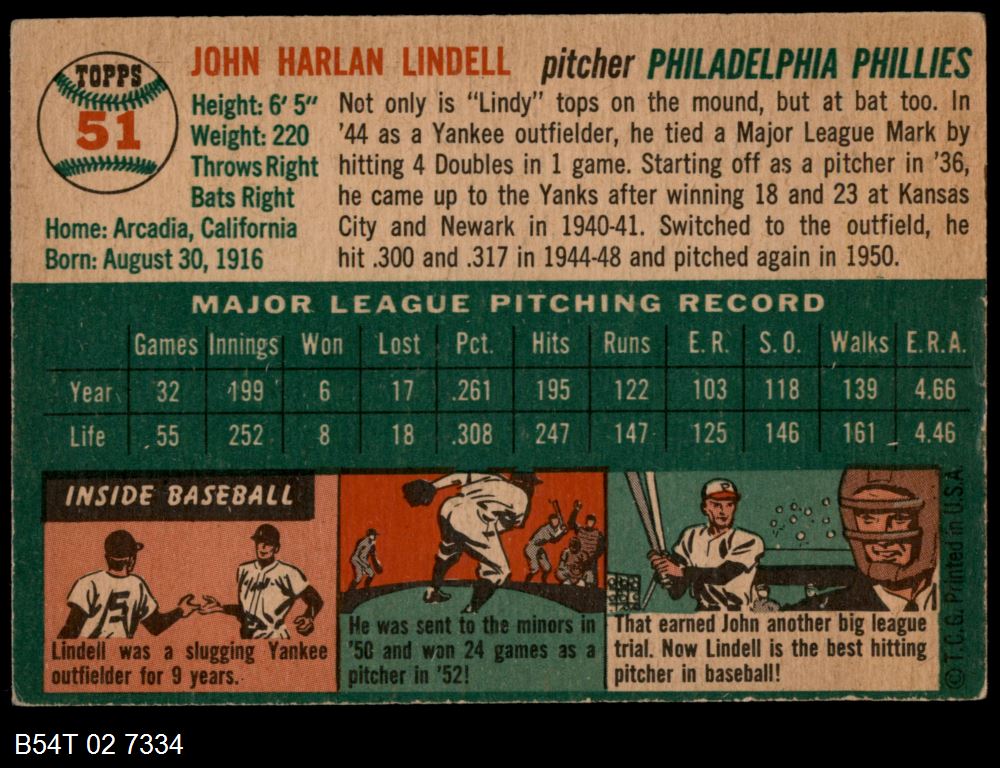 TOPPS
51
JOHN HARLAN LINDELL pitcher PHILADELPHIA PHILLIES
Height: 6' 5"
Weight: 220
Throws Right
Bats Right
Home: Arcadia, California
Born: August 30, 1916
Not only is "Lindy" tops on the mound, but at bat too. In
'44 as a Yankee outfielder, he tied a Major League Mark by
hitting 4 Doubles in 1 game. Starting off as a pitcher in '36,
he came up to the Yanks after winning 18 and 23 at Kansas
City and Newark in 1940-41. Switched to the outfield, he
hit .300 and .317 in 1944-48 and pitched again in 1950.
MAJOR LEAGUE PITCHING RECORD
Games Innings Won Lost Pct. Hits Runs E. R. S. O. Walks E. R. A.
Year 32 199 6 17 .261 195 122 103 118 139 4.66
Life 55 252 8 18 .308 247 147 125 146 161 4.46
INSIDE BASEBALL
5
Lindell was a slugging Yankee
outfielder for 9 years.
He was sent to the minors in
'50 and won 24 games as a
pitcher in '52!
P
That earned John another big league
trial. Now Lindell is the best hitting
pitcher in baseball!
© T. C. G. Printed in U.S.A.
B54T 02 7334